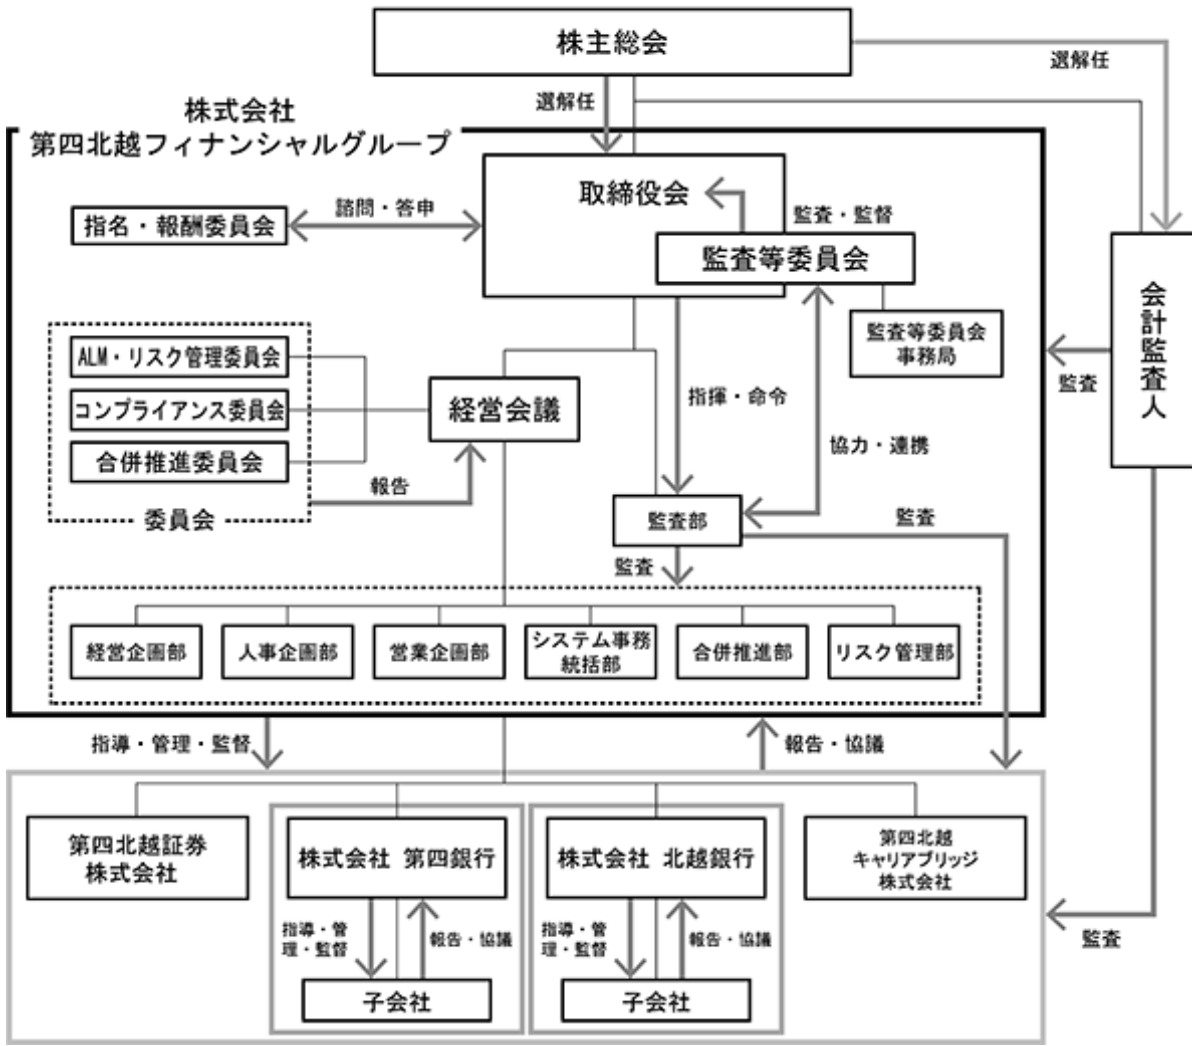 株主総会
選解任
選解任
株式会社
第四北越フィナンシャルグループ
取締役会
指名・報酬委員会
諮問・答申
監査・監督
監査等委員会
監査等委員会
事務局
会計監査人
ALM・リスク管理委員会
コンプライアンス委員会
合併推進委員会
委員会
経営会議
報告
指揮・命令
協力・連携
監査
監査部
監査
監査
経営企画部
人事企画部
営業企画部
システム事務
統括部
合併推進部
リスク管理部
指導・管理・監督
報告・協議
第四北越証券
株式会社
株式会社 第四銀行
株式会社 北越銀行
第四北越
キャリアブリッジ
株式会社
指導・管
理・監督
報告・協議
指導・管
理・監督
報告・協議
監査
子会社
子会社